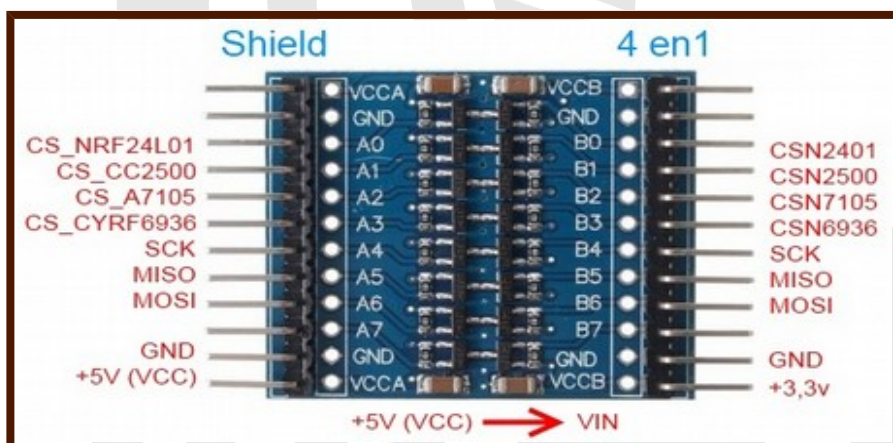 Shield 4 en1
VCCA VCCB
GND GND
CS_NRF24L01 A0 B0 CSN2401
CS_CC2500 A1 B1 CSN2500
CS_A7105 A2 B2 CSN7105
CS_CYRF6936 A3 B3 CSN6936
SCK A4 B4 SCK
MISO A5 B5 MISO
MOSI A6 B6 MOSI
A7 B7
GND GND GND GND
+5V (VCC) VCCA VCCB +3,3v
+5V (VCC) VIN